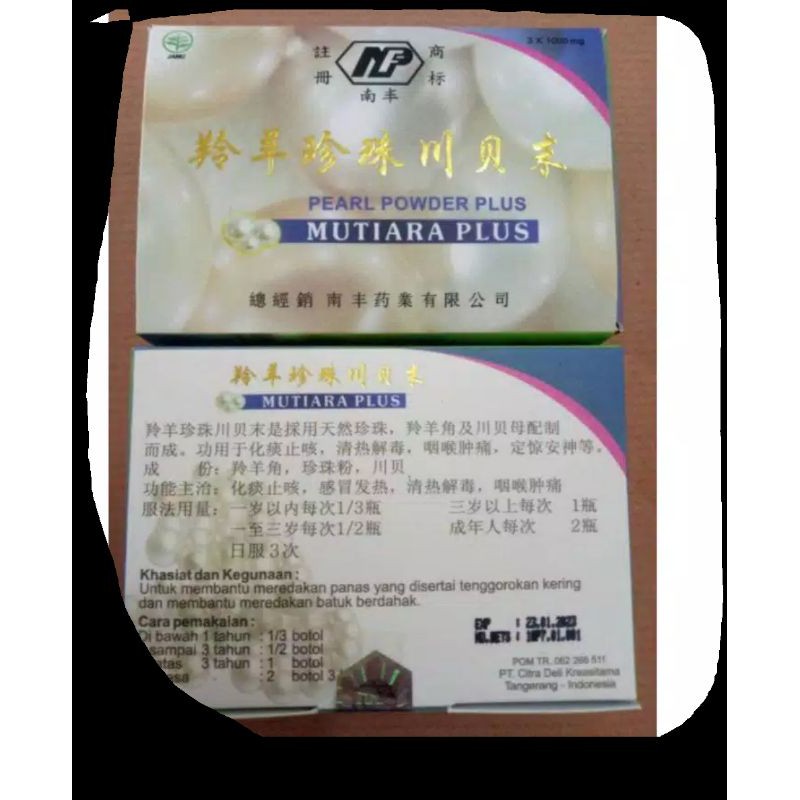 JAMU
註冊
NF
商标
南丰
3 X 1000 mg
羚羊珍珠川贝末
PEARL POWDER PLUS
MUTIARA PLUS
總經銷 南丰药業有限公司
羚羊珍珠川贝末
MUTIARA PLUS
羚羊珍珠川贝末是採用天然珍珠，羚羊角及川贝母配制
而成。功用于化痰止咳，清热解毒，咽喉肿痛，定惊安神等。
成 份：羚羊角，珍珠粉，川贝
功能主治：化痰止咳，感冒发热，清热解毒，咽喉肿痛
服法用量：一岁以内每次1/3瓶 三岁以上每次 1瓶
一至三岁每次1/2瓶 成年人每次 2瓶
日服3次
Khasiat dan Kegunaan :
Untuk membantu meredakan panas yang disertai tenggorokan kering
dan membantu meredakan batuk berdahak.
Cara pemakaian :
Di bawah 1 tahun : 1/3 botol
sampai 3 tahun : 1/2 botol
atas 3 tahun : 1 botol
asa : 2 botol 3
EXP : 23.01.2023
NO.BETS :
POM TR. 062 266 511
PT. Citra Deli Kreasitama
Tangerang - Indonesia